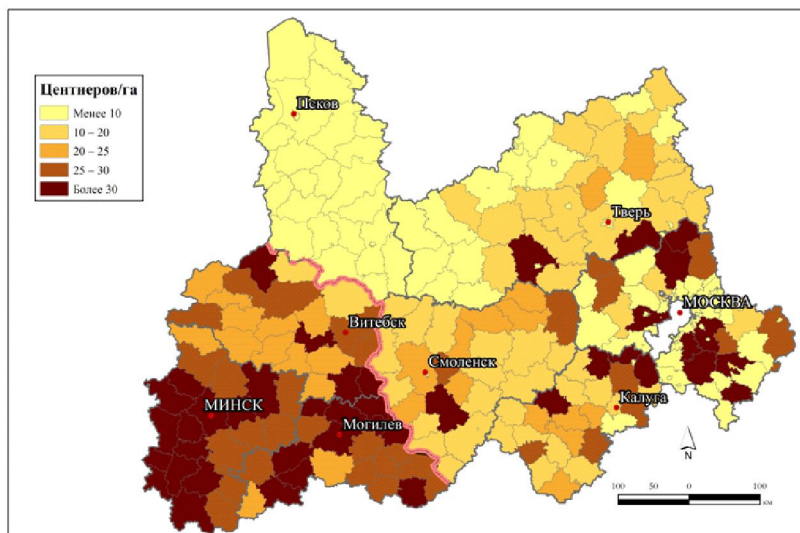 Центнеров/га
Менее 10
10 – 20
20 – 25
25 – 30
Более 30
Псков
Тверь
МОСКВА
Витебск
Смоленск
Калуга
МИНСК
Могилев
N
100 0 100
км